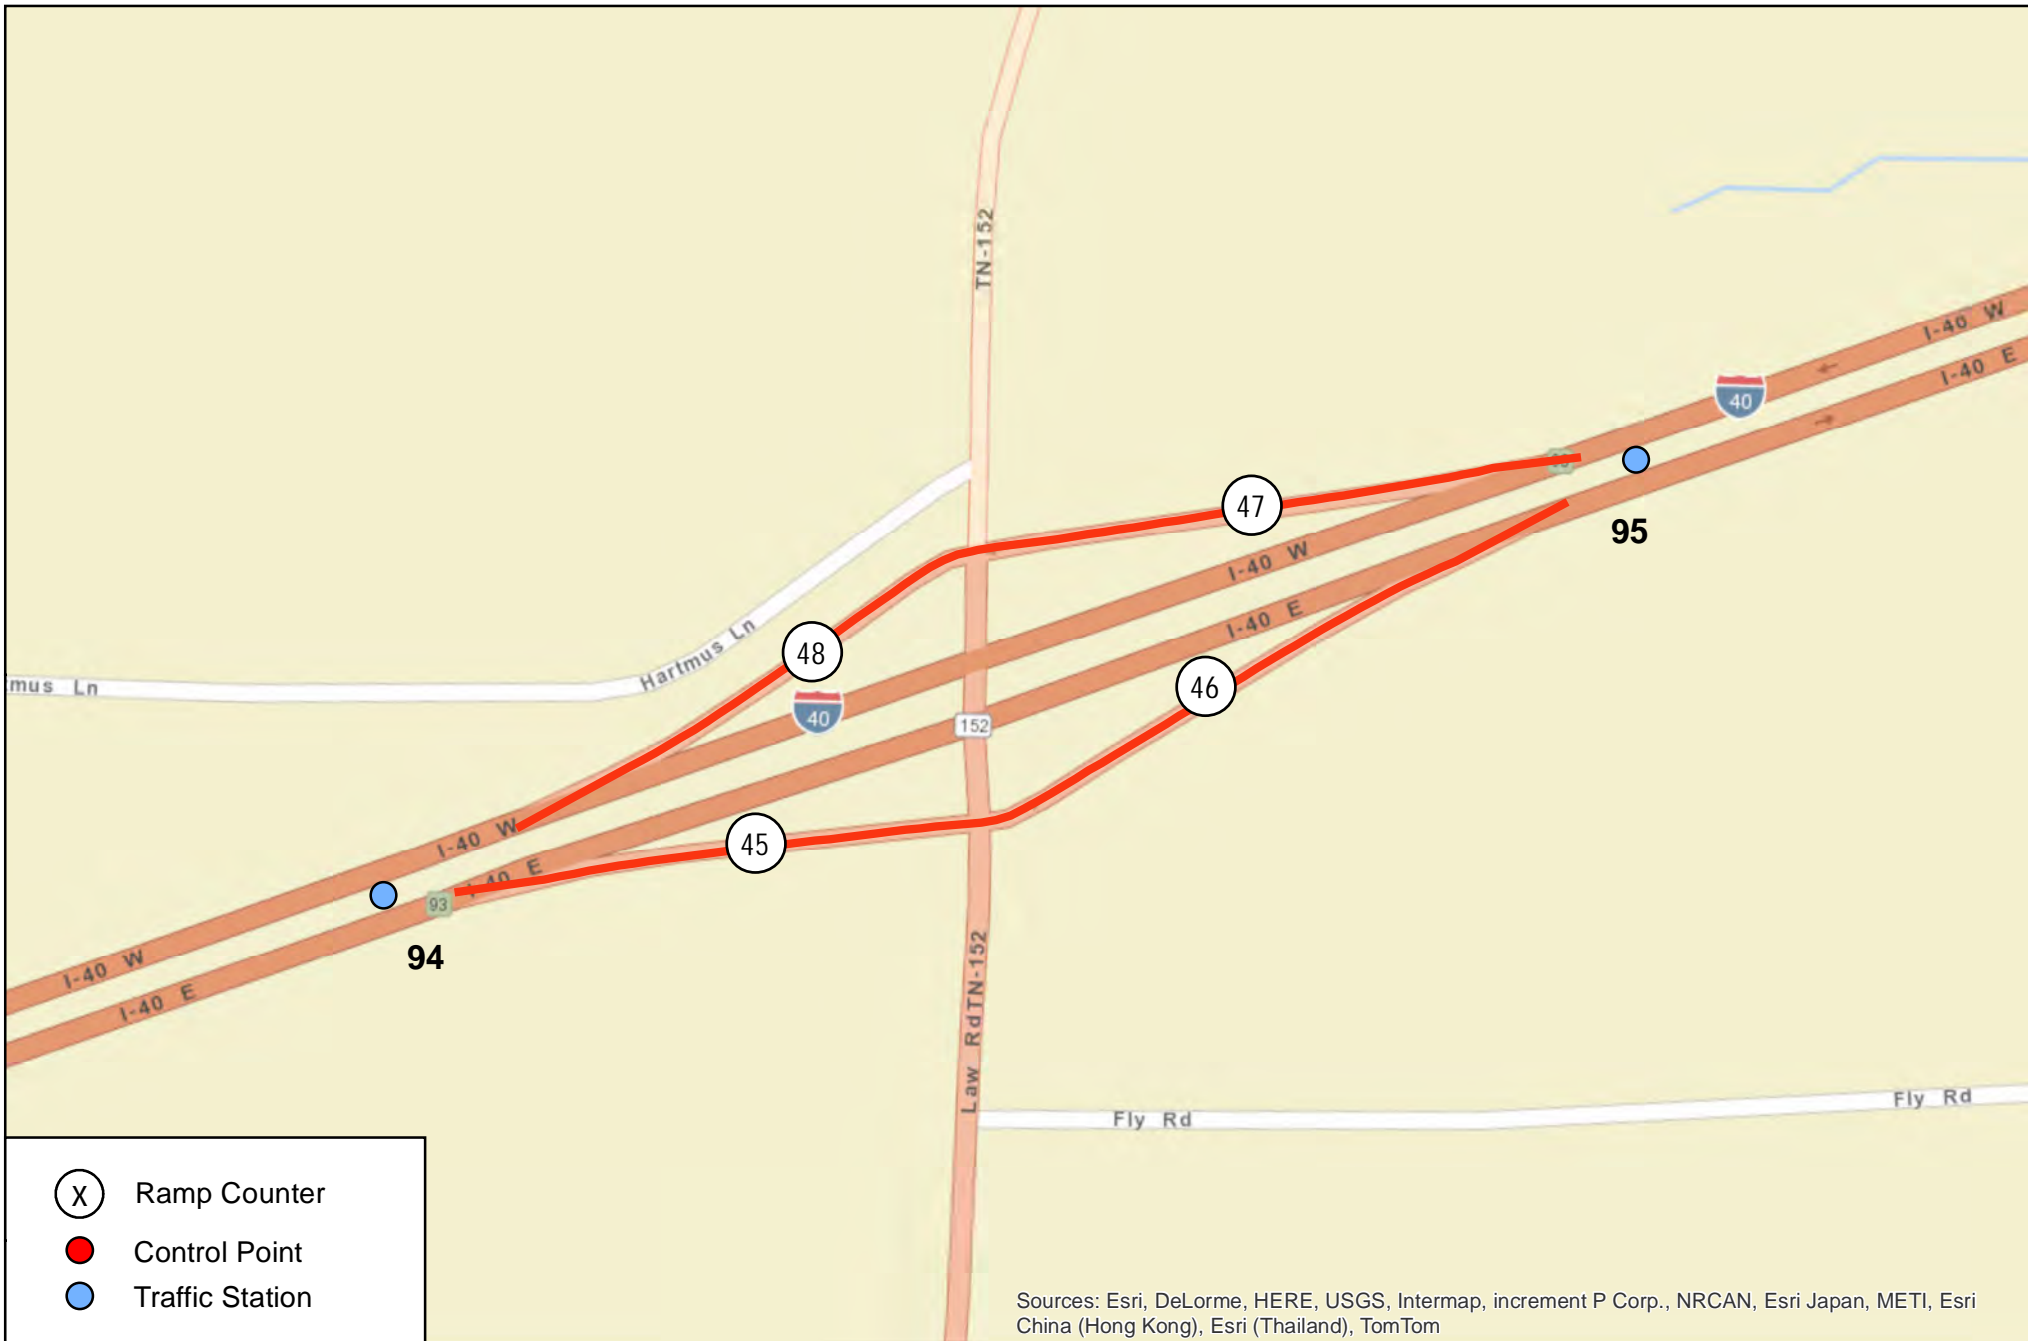 TN-152
I-40 W
I-40 E
40
47
95
I-40 W
48
I-40 E
Hartmus Ln
46
mus Ln
40
152
I-40 W
45
I-40 E
93
94
I-40 W
I-40 E
TN-152
Law Rd
Fly Rd
Fly Rd
X Ramp Counter
Control Point
Traffic Station
Sources: Esri, DeLorme, HERE, USGS, Intermap, increment P Corp., NRCAN, Esri Japan, METI, Esri
China (Hong Kong), Esri (Thailand), TomTom